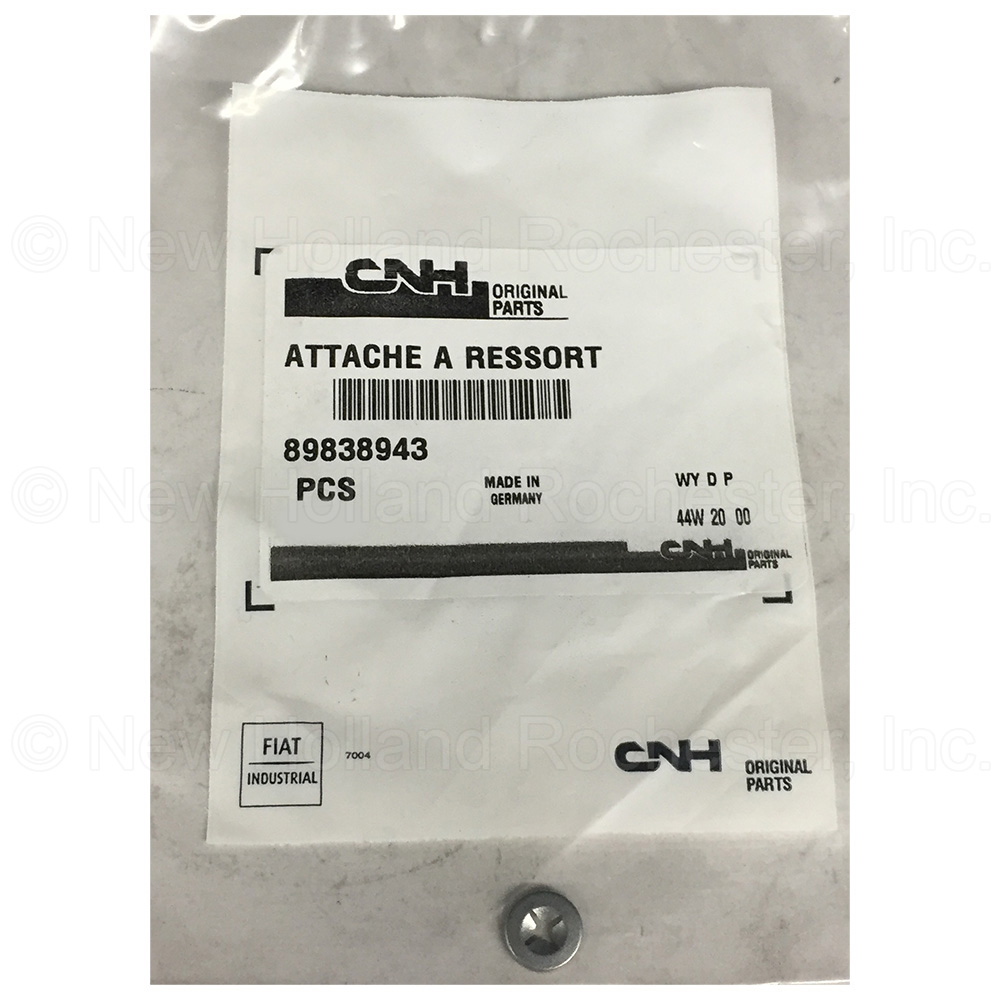 © New Holland Rochester, Inc.
CNH ORIGINAL
PARTS
ATTACHE A RESSORT
89838943
PCS
MADE IN
GERMANY
WY D P
44W 20 00
© New Holland Rochester, Inc.
CNH ORIGINAL
PARTS
FIAT
INDUSTRIAL
7004
CNH ORIGINAL
PARTS
© New Holland Rochester, Inc.